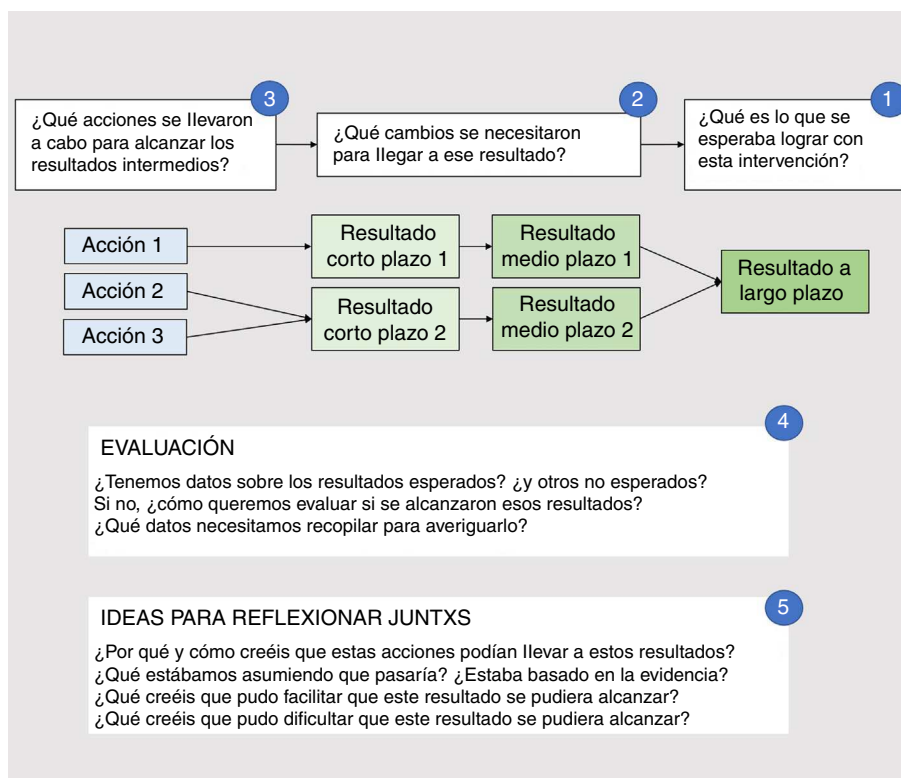 3
¿Qué acciones se llevaron
a cabo para alcanzar los
resultados intermedios?
2
¿Qué cambios se necesitaron
para llegar a ese resultado?
1
¿Qué es lo que se
esperaba lograr con
esta intervención?
Acción 1
Acción 2
Acción 3
Resultado
corto plazo 1
Resultado
corto plazo 2
Resultado
medio plazo 1
Resultado
medio plazo 2
Resultado a
largo plazo
4
EVALUACIÓN
¿Tenemos datos sobre los resultados esperados? ¿y otros no esperados?
Si no, ¿cómo queremos evaluar si se alcanzaron esos resultados?
¿Qué datos necesitamos recopilar para averiguarlo?
5
IDEAS PARA REFLEXIONAR JUNTXS
¿Por qué y cómo creéis que estas acciones podían llevar a estos resultados?
¿Qué estábamos asumiendo que pasaría? ¿Estaba basado en la evidencia?
¿Qué creéis que pudo facilitar que este resultado se pudiera alcanzar?
¿Qué creéis que pudo dificultar que este resultado se pudiera alcanzar?